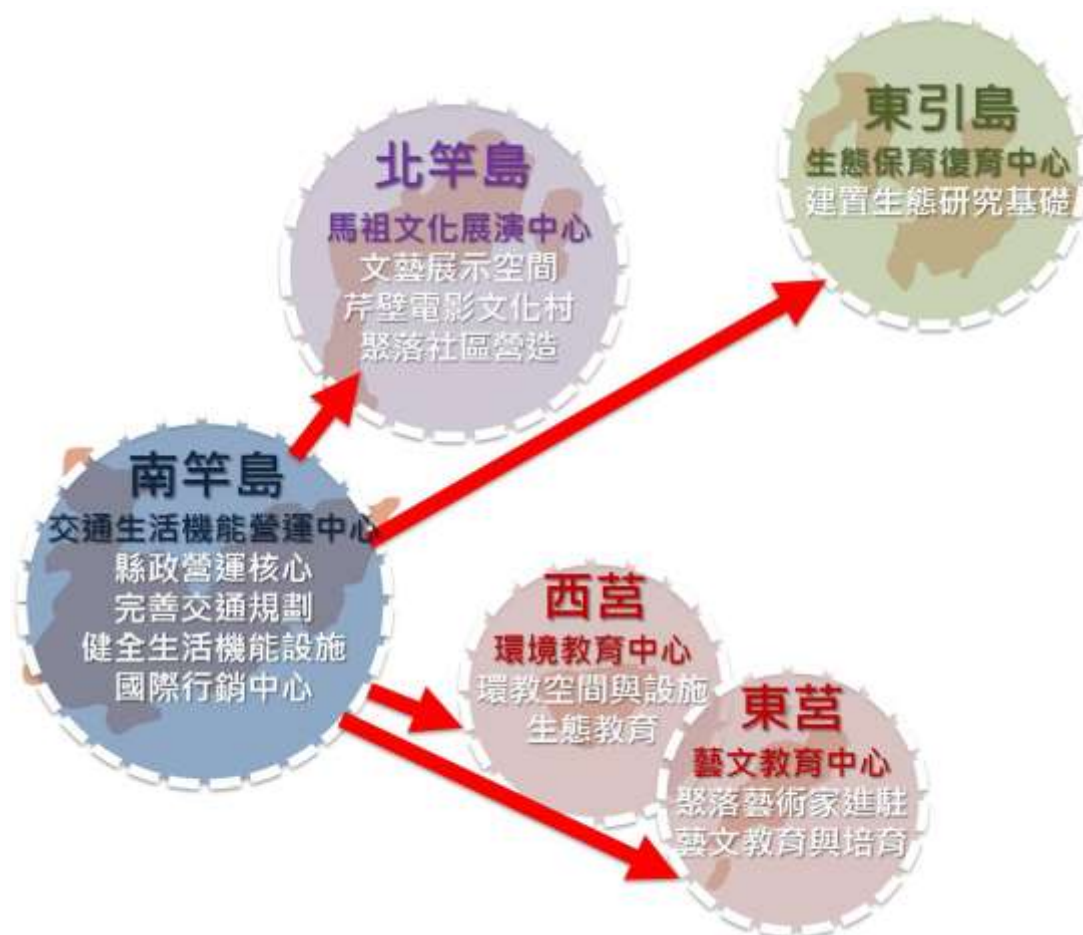 東引島
生態保育復育中心
建置生態研究基礎
北竿島
馬祖文化展演中心
文藝展示空間
芹壁電影文化村
聚落社區營造
南竿島
交通生活機能營運中心
縣政營運核心
完善交通規劃
健全生活機能設施
國際行銷中心
西莒
環境教育中心
環教空間與設施
生態教育
東莒
藝文教育中心
聚落藝術家進駐
藝文教育與培育